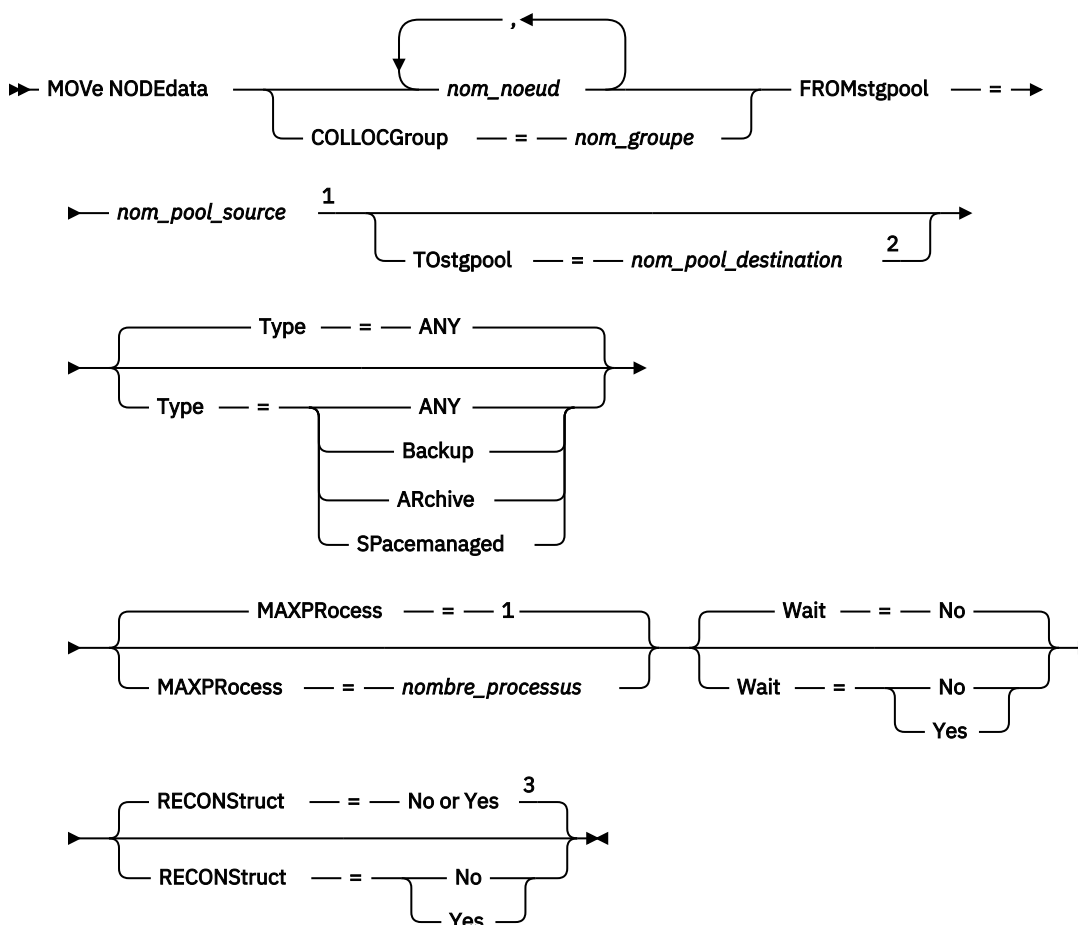 ,
MOVe NODEdata nom_noeud FROMstgpool =
COLLOCGroup = nom_groupe
nom_pool_source 1
TOstgpool = nom_pool_destination 2
Type = ANY
Type = ANY
Backup
ARchive
SPacemanaged
MAXPRocess = 1 Wait = No
MAXPRocess = nombre_processus Wait = No
Yes
RECONStruct = No or Yes 3
RECONStruct = No
Yes